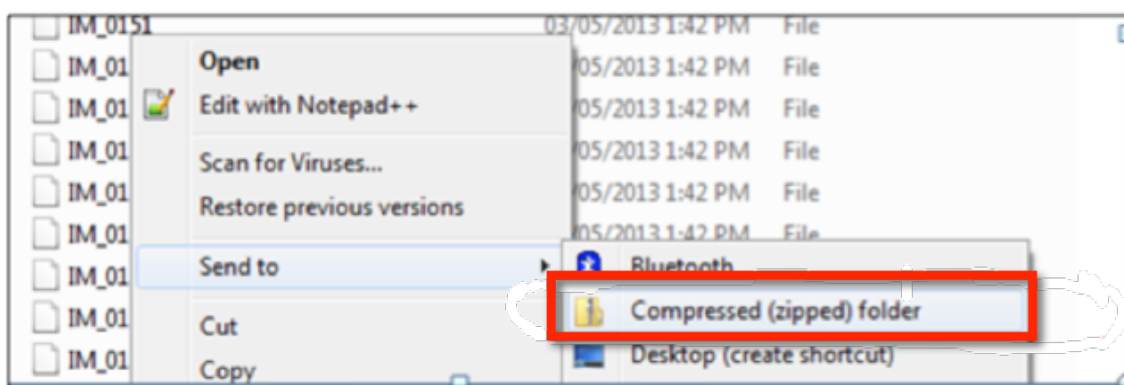 IM_0151 03/05/2013 1:42 PM File
IM_01 Open /05/2013 1:42 PM File
IM_01 Edit with Notepad++ /05/2013 1:42 PM File
IM_01 Scan for Viruses... /05/2013 1:42 PM File
IM_01 Restore previous versions /05/2013 1:42 PM File
IM_01 /05/2013 1:42 PM File
IM_01 Send to Bluetooth
IM_01 Cut Compressed (zipped) folder
IM_01 Copy Desktop (create shortcut)